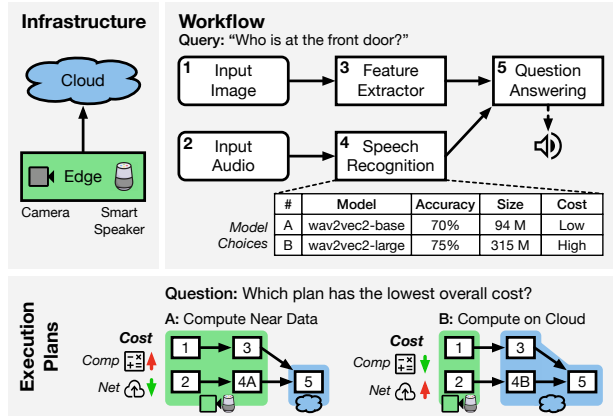 Infrastructure
Cloud
Edge
Camera
Smart
Speaker
Workflow
Query: “Who is at the front door?”
1 Input
Image
3 Feature
Extractor
5 Question
Answering
2 Input
Audio
4 Speech
Recognition
Model
Choices
# Model Accuracy Size Cost
A wav2vec2-base 70% 94 M Low
B wav2vec2-large 75% 315 M High
Execution
Plans
Question: Which plan has the lowest overall cost?
A: Compute Near Data
Cost
Comp
Net
1 3
2 4A 5
B: Compute on Cloud
Cost
Comp
Net
1 3
2 4B 5